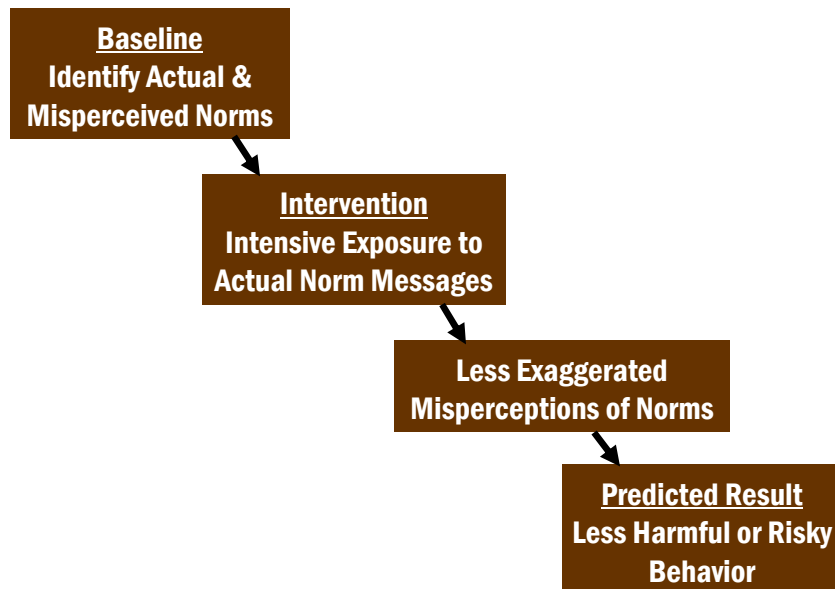 Baseline
Identify Actual &
Misperceived Norms
Intervention
Intensive Exposure to
Actual Norm Messages
Less Exaggerated
Misperceptions of Norms
Predicted Result
Less Harmful or Risky
Behavior